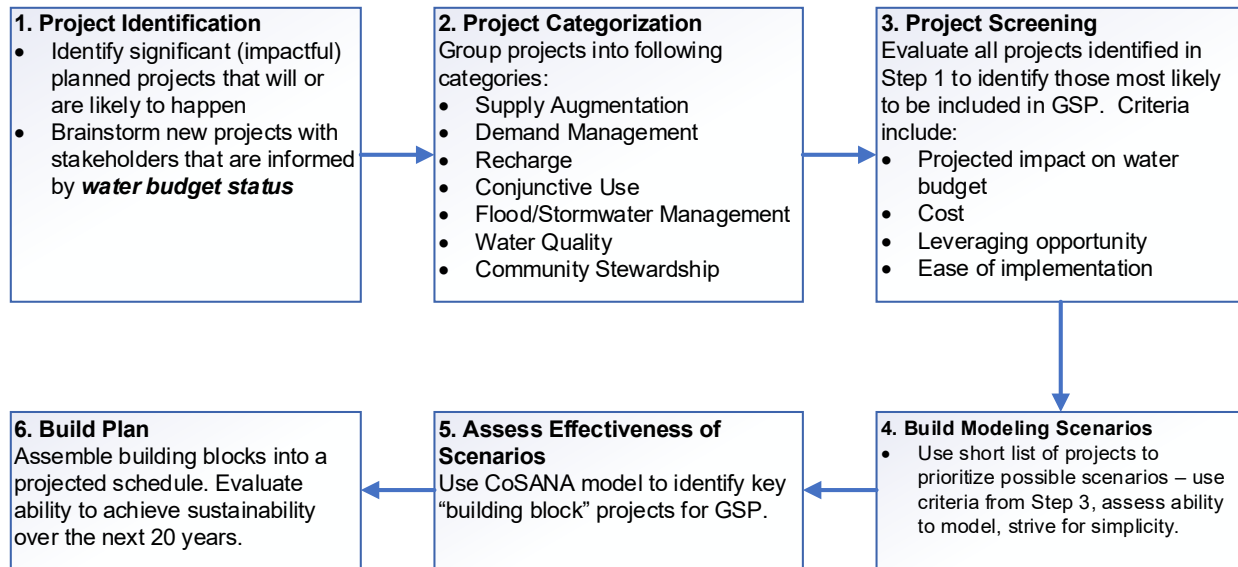 1. Project Identification
• Identify significant (impactful)
planned projects that will or
are likely to happen
• Brainstorm new projects with
stakeholders that are informed
by water budget status
2. Project Categorization
Group projects into following
categories:
• Supply Augmentation
• Demand Management
• Recharge
• Conjunctive Use
• Flood/Stormwater Management
• Water Quality
• Community Stewardship
3. Project Screening
Evaluate all projects identified in
Step 1 to identify those most likely
to be included in GSP.  Criteria
include:
• Projected impact on water
budget
• Cost
• Leveraging opportunity
• Ease of implementation
4. Build Modeling Scenarios
• Use short list of projects to
prioritize possible scenarios – use
criteria from Step 3, assess ability
to model, strive for simplicity.
5. Assess Effectiveness of
Scenarios
Use CoSANA model to identify key
“building block” projects for GSP.
6. Build Plan
Assemble building blocks into a
projected schedule. Evaluate
ability to achieve sustainability
over the next 20 years.